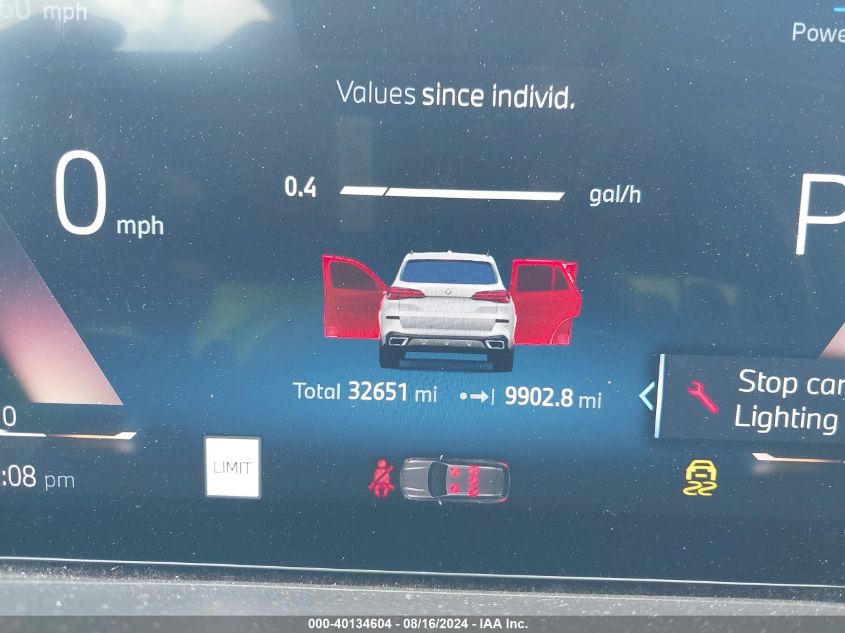 60 mph
Powe
Values since individ.
0.4 gal/h
0 mph
P
Total 32651 mi 9902.8 mi
Stop car
Lighting
0
:08 pm
LIMIT
000-40134604 - 08/16/2024 - IAA Inc.